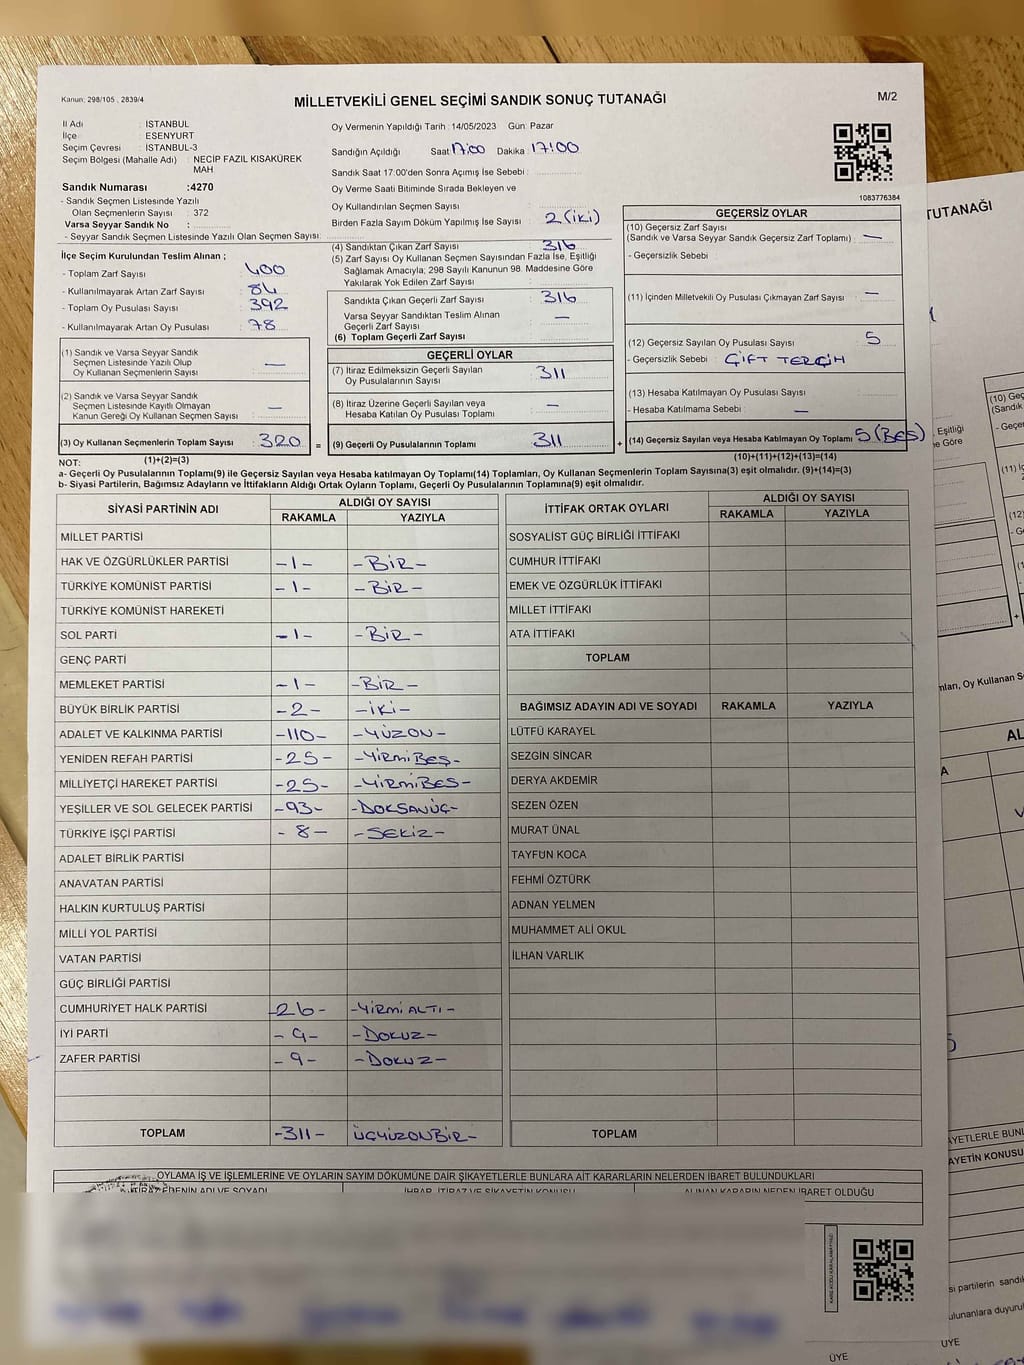 Kanun: 298/105 , 2839/4
MİLLETVEKİLİ GENEL SEÇİMİ SANDIK SONUÇ TUTANAĞI
M/2
İl Adı : İSTANBUL
İlçe : ESENYURT
Seçim Çevresi : İSTANBUL-3
Seçim Bölgesi (Mahalle Adı) : NECİP FAZIL KISAKÜREK
MAH
Sandık Numarası :4270
- Sandık Seçmen Listesinde Yazılı
Olan Seçmenlerin Sayısı : 372
Varsa Seyyar Sandık No :
- Seyyar Sandık Seçmen Listesinde Yazılı Olan Seçmen Sayısı:
Oy Vermenin Yapıldığı Tarih : 14/05/2023 Gün: Pazar
Sandığın Açıldığı Saat 17:00 Dakika : 17:00
Sandık Saat 17:00'den Sonra Açımış İse Sebebi :
Oy Verme Saati Bitiminde Sırada Bekleyen ve
Oy Kullandırılan Seçmen Sayısı :
Birden Fazla Sayım Döküm Yapılmış İse Sayısı : 2 (iki)
1083776384
İlçe Seçim Kurulundan Teslim Alınan ;
- Toplam Zarf Sayısı : 400
- Kullanılmayarak Artan Zarf Sayısı : 84
- Toplam Oy Pusulası Sayısı : 392
- Kullanılmayarak Artan Oy Pusulası : 78
(4) Sandıktan Çıkan Zarf Sayısı : 316
(5) Zarf Sayısı Oy Kullanan Seçmen Sayısından Fazla İse, Eşitliği
Sağlamak Amacıyla; 298 Sayılı Kanunun 98. Maddesine Göre
Yakılarak Yok Edilen Zarf Sayısı :
Sandıkta Çıkan Geçerli Zarf Sayısı : 316
Varsa Seyyar Sandıktan Teslim Alınan
Geçerli Zarf Sayısı : —
(6) Toplam Geçerli Zarf Sayısı :
GEÇERSİZ OYLAR
(10) Geçersiz Zarf Sayısı
(Sandık ve Varsa Seyyar Sandık Geçersiz Zarf Toplamı) : —
- Geçersizlik Sebebi :
(11) İçinden Milletvekili Oy Pusulası Çıkmayan Zarf Sayısı : —
(12) Geçersiz Sayılan Oy Pusulası Sayısı : 5
- Geçersizlik Sebebi : ÇİFT TERCİH
(13) Hesaba Katılmayan Oy Pusulası Sayısı :
- Hesaba Katılmama Sebebi : —
(14) Geçersiz Sayılan veya Hesaba Katılmayan Oy Toplamı : 5 (BEŞ)
(10)+(11)+(12)+(13)=(14)
(1) Sandık ve Varsa Seyyar Sandık
Seçmen Listesinde Yazılı Olup
Oy Kullanan Seçmenlerin Sayısı : —
(2) Sandık ve Varsa Seyyar Sandık
Seçmen Listesinde Kayıtlı Olmayan
Kanun Gereği Oy Kullanan Seçmen Sayısı : —
(3) Oy Kullanan Seçmenlerin Toplam Sayısı : 320 =
(1)+(2)=(3)
GEÇERLİ OYLAR
(7) İtiraz Edilmeksizin Geçerli Sayılan
Oy Pusulalarının Sayısı : 311
(8) İtiraz Üzerine Geçerli Sayılan veya
Hesaba Katılan Oy Pusulası Toplamı : —
(9) Geçerli Oy Pusulalarının Toplamı : 311 +
NOT:
a- Geçerli Oy Pusulalarının Toplamı(9) ile Geçersiz Sayılan veya Hesaba katılmayan Oy Toplamı(14) Toplamları, Oy Kullanan Seçmenlerin Toplam Sayısına(3) eşit olmalıdır. (9)+(14)=(3)
b- Siyasi Partilerin, Bağımsız Adayların ve İttifakların Aldığı Ortak Oyların Toplamı, Geçerli Oy Pusulalarının Toplamına(9) eşit olmalıdır.
SİYASİ PARTİNİN ADI ALDIĞI OY SAYISI
RAKAMLA YAZIYLA
MİLLET PARTİSİ
HAK VE ÖZGÜRLÜKLER PARTİSİ -1- -BİR-
TÜRKİYE KOMÜNİST PARTİSİ -1- -BİR-
TÜRKİYE KOMÜNİST HAREKETİ
SOL PARTİ -1- -BİR-
GENÇ PARTİ
MEMLEKET PARTİSİ -1- -BİR-
BÜYÜK BİRLİK PARTİSİ -2- -İKİ-
ADALET VE KALKINMA PARTİSİ -110- -YÜZON-
YENİDEN REFAH PARTİSİ -25- -YİRMİBEŞ-
MİLLİYETÇİ HAREKET PARTİSİ -25- -YİRMİBEŞ-
YEŞİLLER VE SOL GELECEK PARTİSİ -93- -DOKSANÜÇ-
TÜRKİYE İŞÇİ PARTİSİ -8- -SEKİZ-
ADALET BİRLİK PARTİSİ
ANAVATAN PARTİSİ
HALKIN KURTULUŞ PARTİSİ
MİLLİ YOL PARTİSİ
VATAN PARTİSİ
GÜÇ BİRLİĞİ PARTİSİ
CUMHURİYET HALK PARTİSİ -26- -YİRMİALTI-
İYİ PARTİ -9- -DOKUZ-
ZAFER PARTİSİ -9- -DOKUZ-
TOPLAM -311- ÜÇYÜZONBİR-
İTTİFAK ORTAK OYLARI ALDIĞI OY SAYISI
RAKAMLA YAZIYLA
SOSYALİST GÜÇ BİRLİĞİ İTTİFAKI
CUMHUR İTTİFAKI
EMEK VE ÖZGÜRLÜK İTTİFAKI
MİLLET İTTİFAKI
ATA İTTİFAKI
TOPLAM
BAĞIMSIZ ADAYIN ADI VE SOYADI RAKAMLA YAZIYLA
LÜTFÜ KARAYEL
SEZGİN SİNCAR
DERYA AKDEMİR
SEZEN ÖZEN
MURAT ÜNAL
TAYFUN KOCA
FEHMİ ÖZTÜRK
ADNAN YELMEN
MUHAMMET ALİ OKUL
İLHAN VARLIK
TOPLAM
OYLAMA İŞ VE İŞLEMLERİNE VE OYLARIN SAYIM DÖKÜMÜNE DAİR ŞİKAYETLERLE BUNLARA AİT KARARLARIN NELERDEN İBARET BULUNDUKLARI
İTİRAZ EDENİN ADI VE SOYADI İHBAR, İTİRAZ VE ŞİKAYETİN KONUSU ALINAN KARARIN NEDEN İBARET OLDUĞU
ÜYE
TUTANAĞI
(10) Geç
(Sandık
- Geçer
Eşitliği
e Göre
(11) İ
(12)
mları, Oy Kullanan S
AL
AYETLERLE BUNL
AYETİN KONUSU
sı partilerin sandı
ulunanlara duyurul
ÜYE